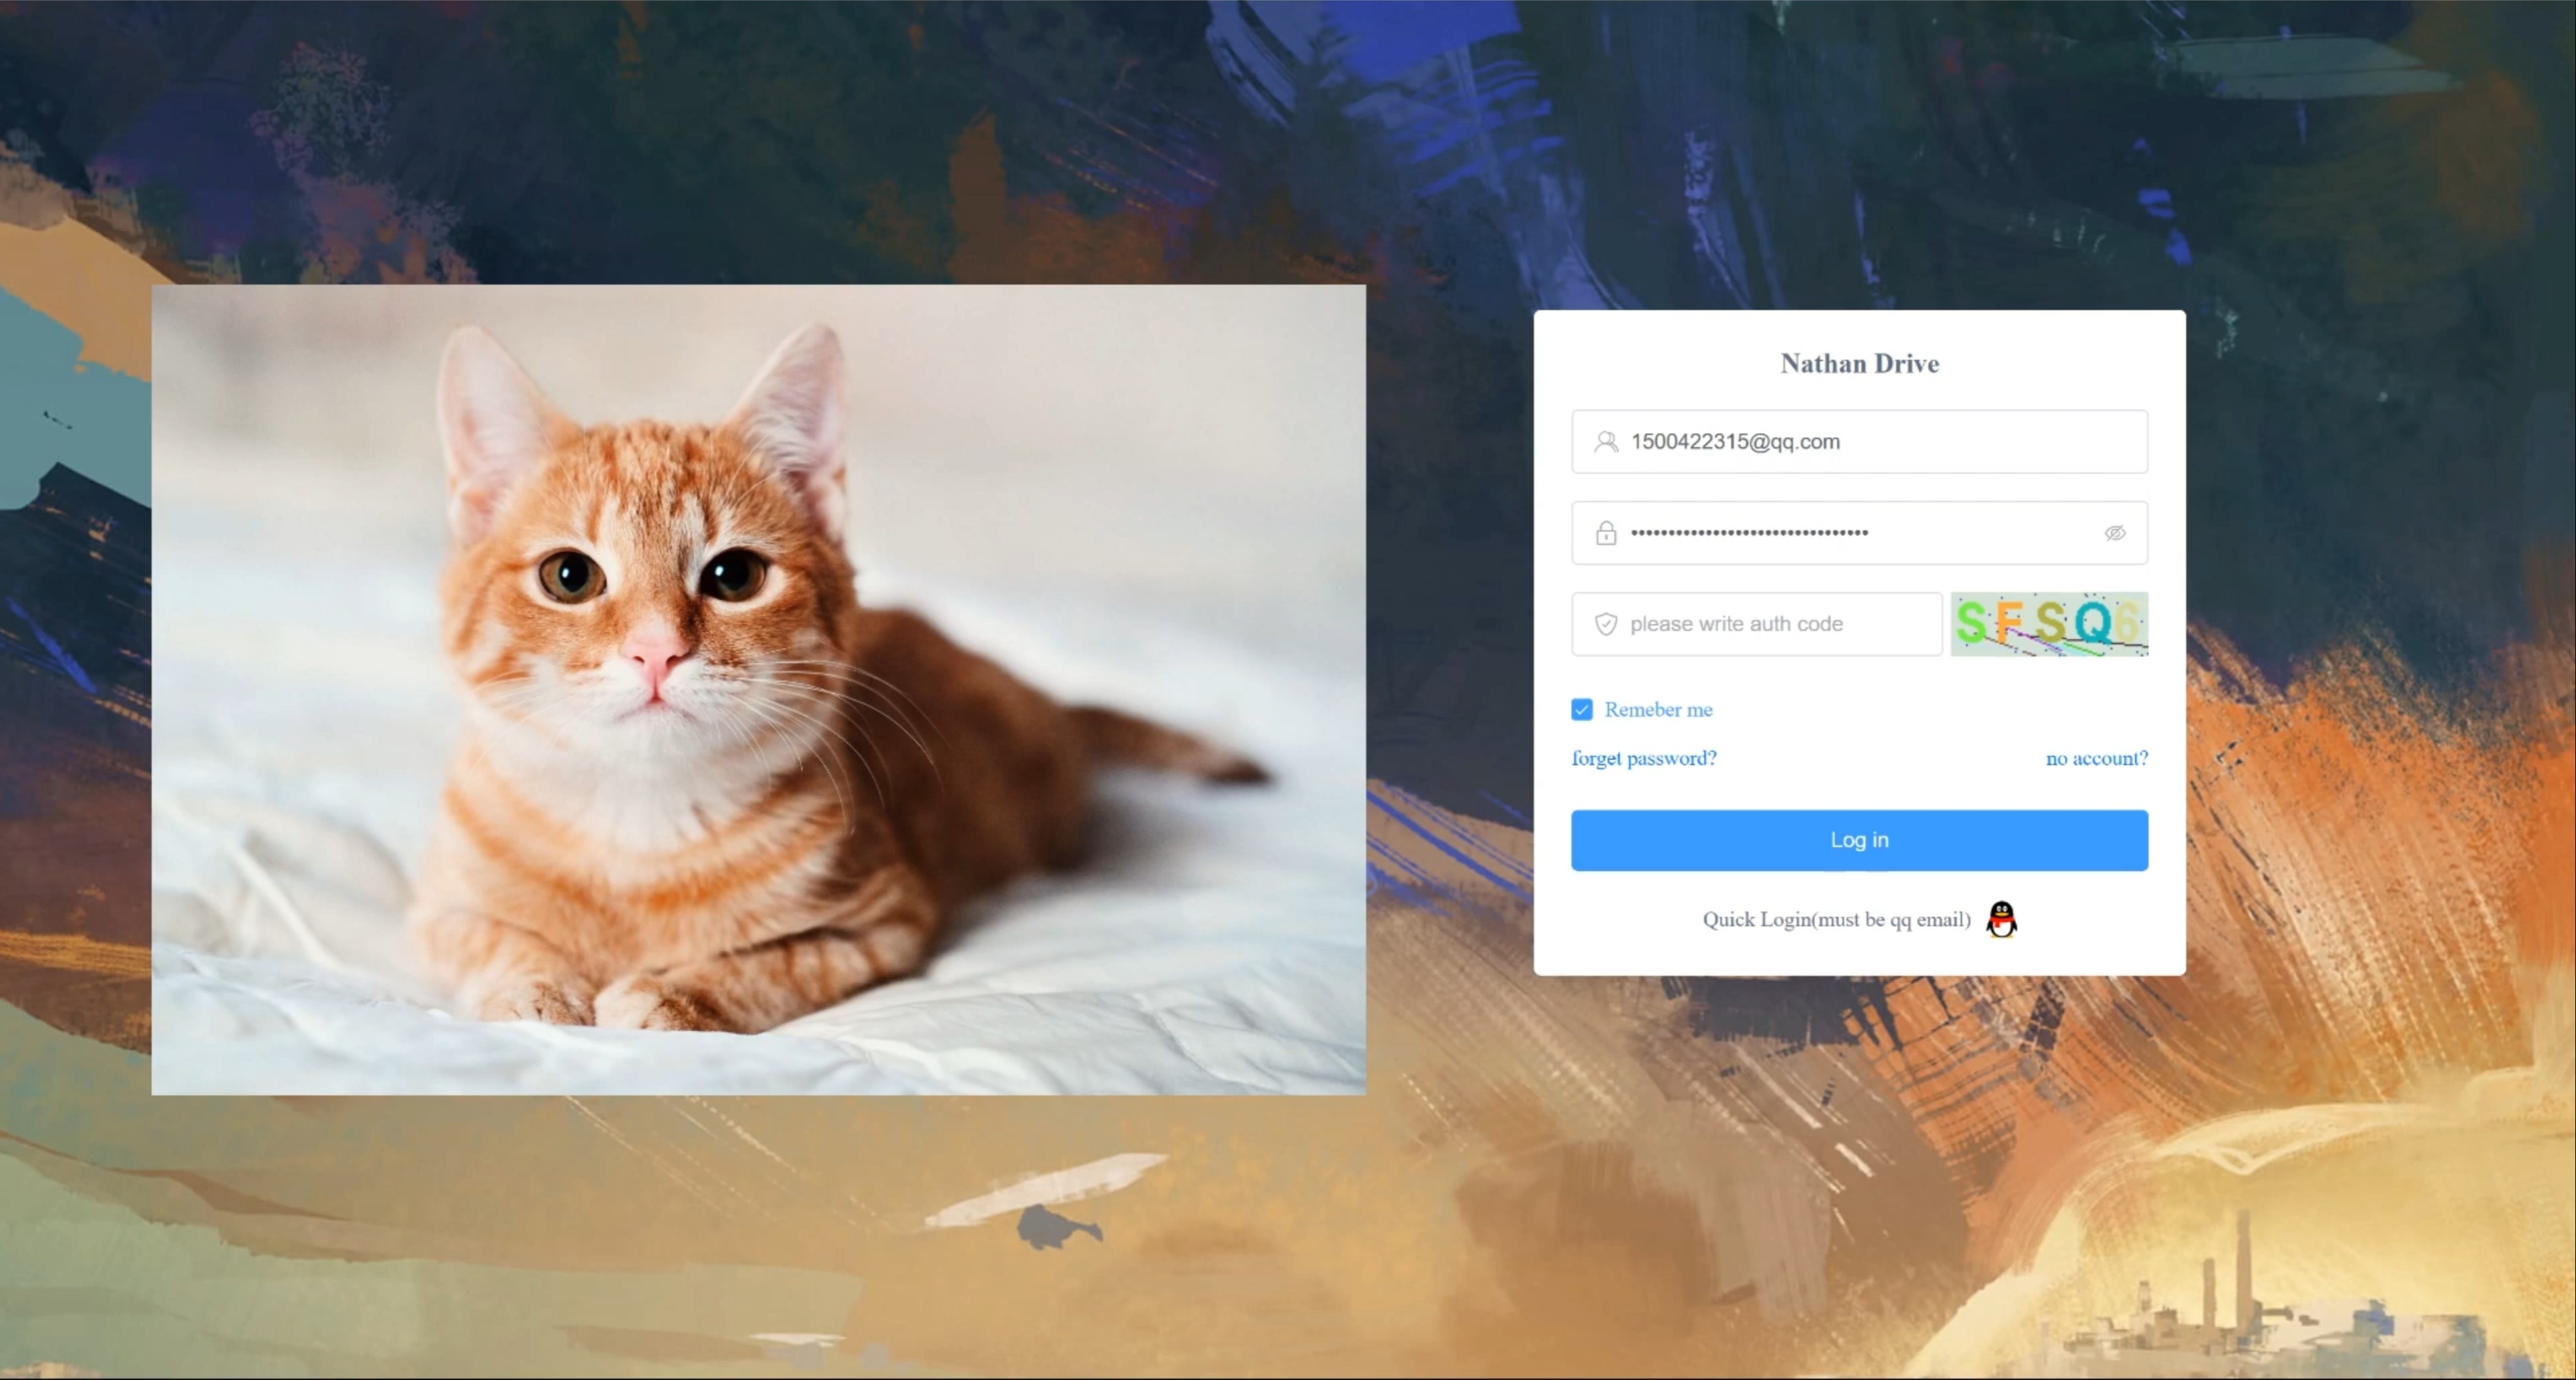 Nathan Drive
1500422315@qq.com
••••••••••••••••••••••••••••••••
please write auth code
SFSQ6
Remeber me
forget password?
no account?
Log in
Quick Login(must be qq email)